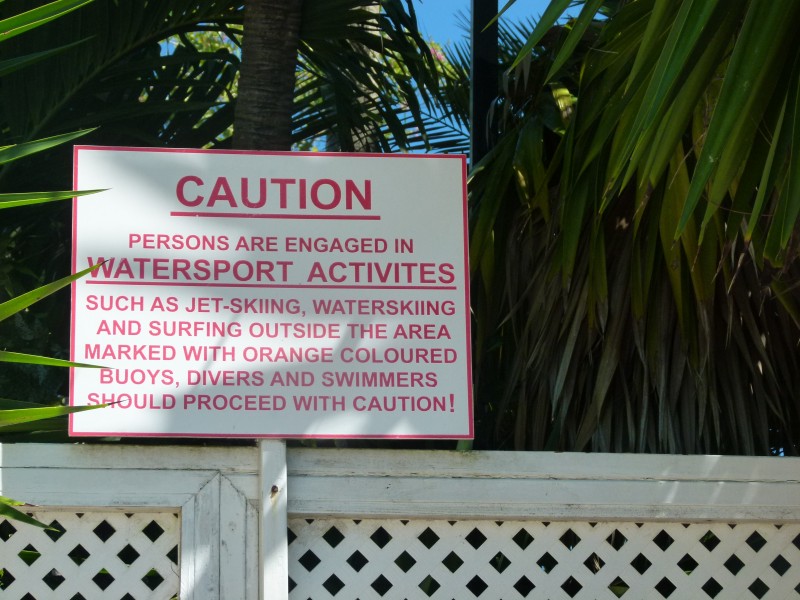 CAUTION
PERSONS ARE ENGAGED IN
WATERSPORT ACTIVITES
SUCH AS JET-SKIING, WATERSKIING
AND SURFING OUTSIDE THE AREA
MARKED WITH ORANGE COLOURED
BUOYS, DIVERS AND SWIMMERS
SHOULD PROCEED WITH CAUTION!